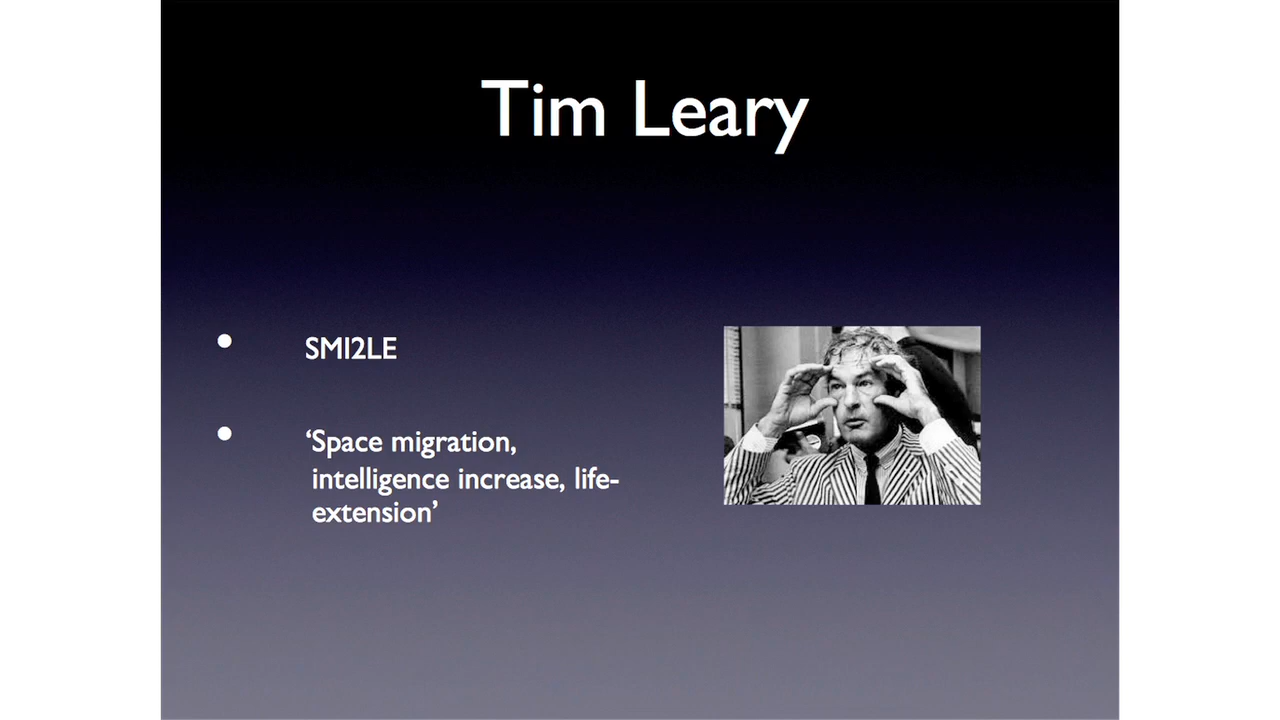 Tim Leary
• SMI2LE
• ‘Space migration,
intelligence increase, life-
extension’